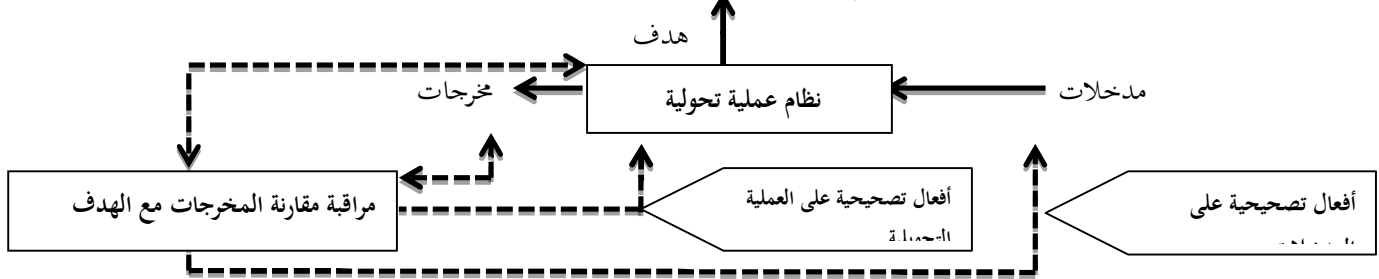 هدف
مدخلات
نظام عملية تحولية
مخرجات
أفعال تصحيحية على
أفعال تصحيحية على العملية
مراقبة مقارنة المخرجات مع الهدف